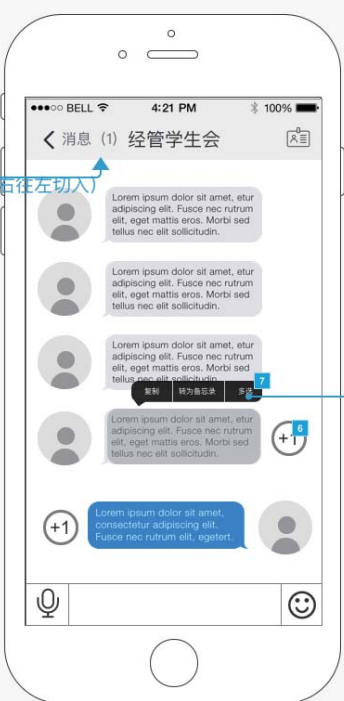 BELL 4:21 PM 100%
消息 (1) 经管学生会
右往左切入)
Lorem ipsum dolor sit amet, etur
adipiscing elit. Fusce nec rutrum
elit, eget mattis eros. Morbi sed
tellus nec elit sollicitudin.
Lorem ipsum dolor sit amet, etur
adipiscing elit. Fusce nec rutrum
elit, eget mattis eros. Morbi sed
tellus nec elit sollicitudin.
Lorem ipsum dolor sit amet, etur
adipiscing elit. Fusce nec rutrum
elit, eget mattis eros. Morbi sed
tellus nec elit sollicitudin.
7
复制 转为备忘录 多选
Lorem ipsum dolor sit amet, etur
adipiscing elit. Fusce nec rutrum
elit, eget mattis eros. Morbi sed
tellus nec elit sollicitudin.
+1 6
+1
Lorem ipsum dolor sit amet,
consectetur adipiscing elit.
Fusce nec rutrum elit, egetert.